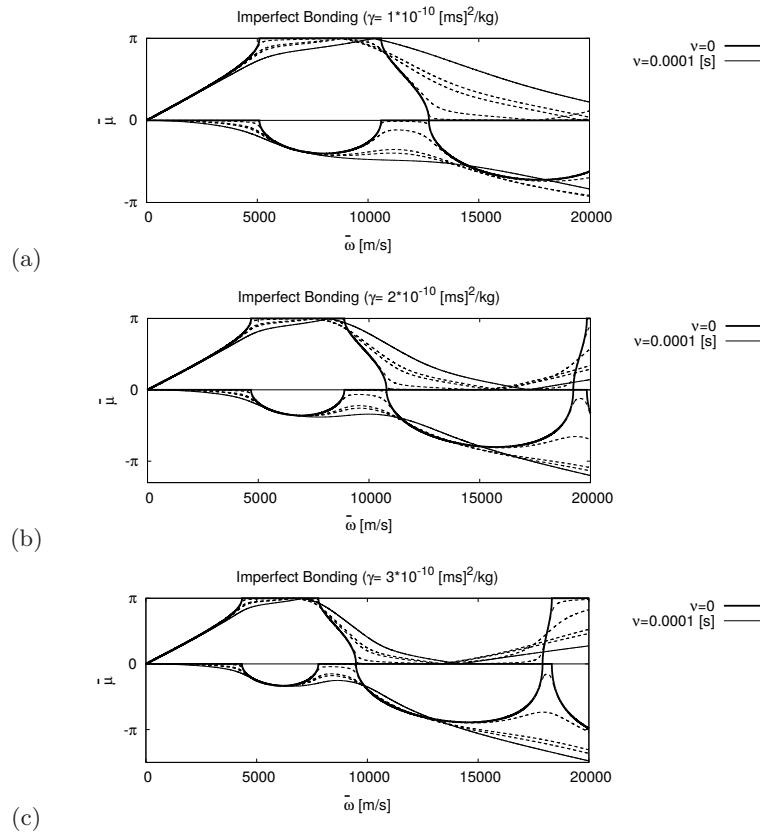 Imperfect Bonding (γ= 1*10^-10 [ms]^2/kg)
ν=0
ν=0.0001 [s]
π
0
-π
μ̄
0 5000 10000 15000 20000
ω̄ [m/s]
(a)
Imperfect Bonding (γ= 2*10^-10 [ms]^2/kg)
ν=0
ν=0.0001 [s]
π
0
-π
μ̄
0 5000 10000 15000 20000
ω̄ [m/s]
(b)
Imperfect Bonding (γ= 3*10^-10 [ms]^2/kg)
ν=0
ν=0.0001 [s]
π
0
-π
μ̄
0 5000 10000 15000 20000
ω̄ [m/s]
(c)